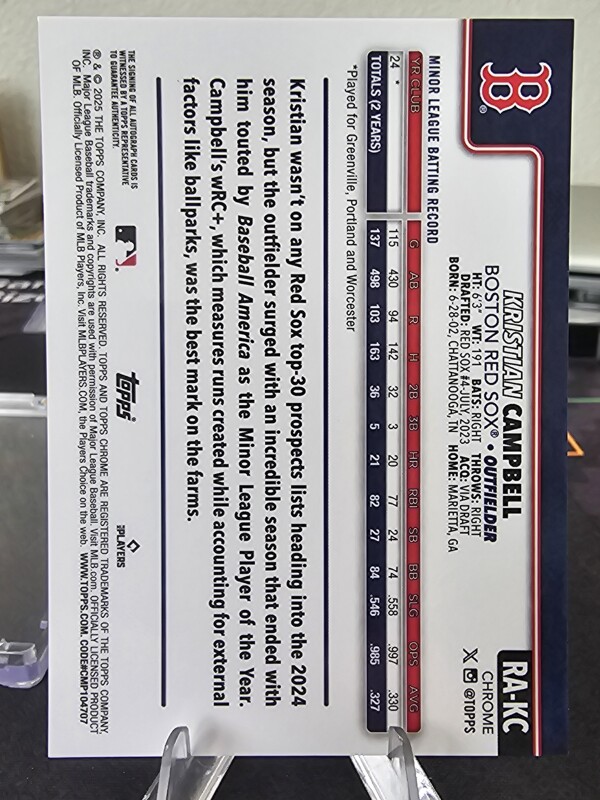 B®
RA-KC
CHROME
X @TOPPS
KRISTIAN CAMPBELL
BOSTON RED SOX® • OUTFIELDER
HT: 6'3" WT: 191 BATS: RIGHT THROWS: RIGHT
DRAFTED: RED SOX #4-JULY, 2023 ACQ: VIA DRAFT
BORN: 6-28-02, CHATTANOOGA, TN HOME: MARIETTA, GA
MINOR LEAGUE BATTING RECORD
YR CLUB G AB R H 2B 3B HR RBI SB BB SLG OPS AVG
24 * 115 430 94 142 32 3 20 77 24 74 .558 .997 .330
TOTALS (2 YEARS) 137 498 103 163 36 5 21 82 27 84 .546 .985 .327
*Played for Greenville, Portland and Worcester
Kristian wasn't on any Red Sox top-30 prospects lists heading into the 2024
season, but the outfielder surged with an incredible season that ended with
him touted by Baseball America as the Minor League Player of the Year.
Campbell's wRC+, which measures runs created while accounting for external
factors like ballparks, was the best mark on the farms.
THE SIGNING OF ALL AUTOGRAPH CARDS IS
WITNESSED BY A TOPPS REPRESENTATIVE
TO GUARANTEE AUTHENTICITY.
topps
PLAYERS
® & © 2025 THE TOPPS COMPANY, INC. ALL RIGHTS RESERVED. TOPPS AND TOPPS CHROME ARE REGISTERED TRADEMARKS OF THE TOPPS COMPANY,
INC. Major League Baseball trademarks and copyrights are used with permission of Major League Baseball. Visit MLB.com. OFFICIALLY LICENSED PRODUCT
OF MLB. Officially Licensed Product of MLB Players, Inc. Visit MLBPLAYERS.COM, the Players Choice on the web. WWW.TOPPS.COM. CODE#CMP104707